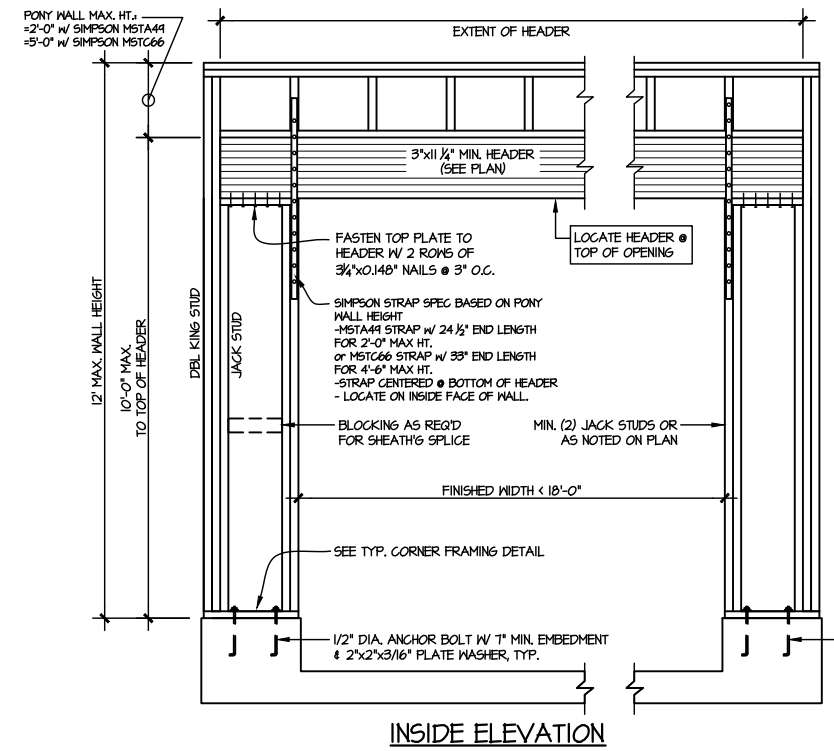 PONY WALL MAX. HT.:
=2'-0" W/ SIMPSON MSTA49
=5'-0" W/ SIMPSON MSTC66
EXTENT OF HEADER
3"x11 1/4" MIN. HEADER
(SEE PLAN)
FASTEN TOP PLATE TO
HEADER W/ 2 ROWS OF
3 1/4"x0.148" NAILS @ 3" O.C.
LOCATE HEADER @
TOP OF OPENING
SIMPSON STRAP SPEC BASED ON PONY
WALL HEIGHT
-MSTA49 STRAP W/ 24 1/2" END LENGTH
FOR 2'-0" MAX HT.
or MSTC66 STRAP W/ 33" END LENGTH
FOR 4'-6" MAX HT.
-STRAP CENTERED @ BOTTOM OF HEADER
- LOCATE ON INSIDE FACE OF WALL.
12' MAX. WALL HEIGHT
10'-0" MAX.
TO TOP OF HEADER
DBL KING STUD
JACK STUD
BLOCKING AS REQ'D
FOR SHEATH'G SPLICE
MIN. (2) JACK STUDS OR
AS NOTED ON PLAN
FINISHED WIDTH < 18'-0"
SEE TYP. CORNER FRAMING DETAIL
1/2" DIA. ANCHOR BOLT W/ 7" MIN. EMBEDMENT
& 2"x2"x3/16" PLATE WASHER, TYP.
INSIDE ELEVATION